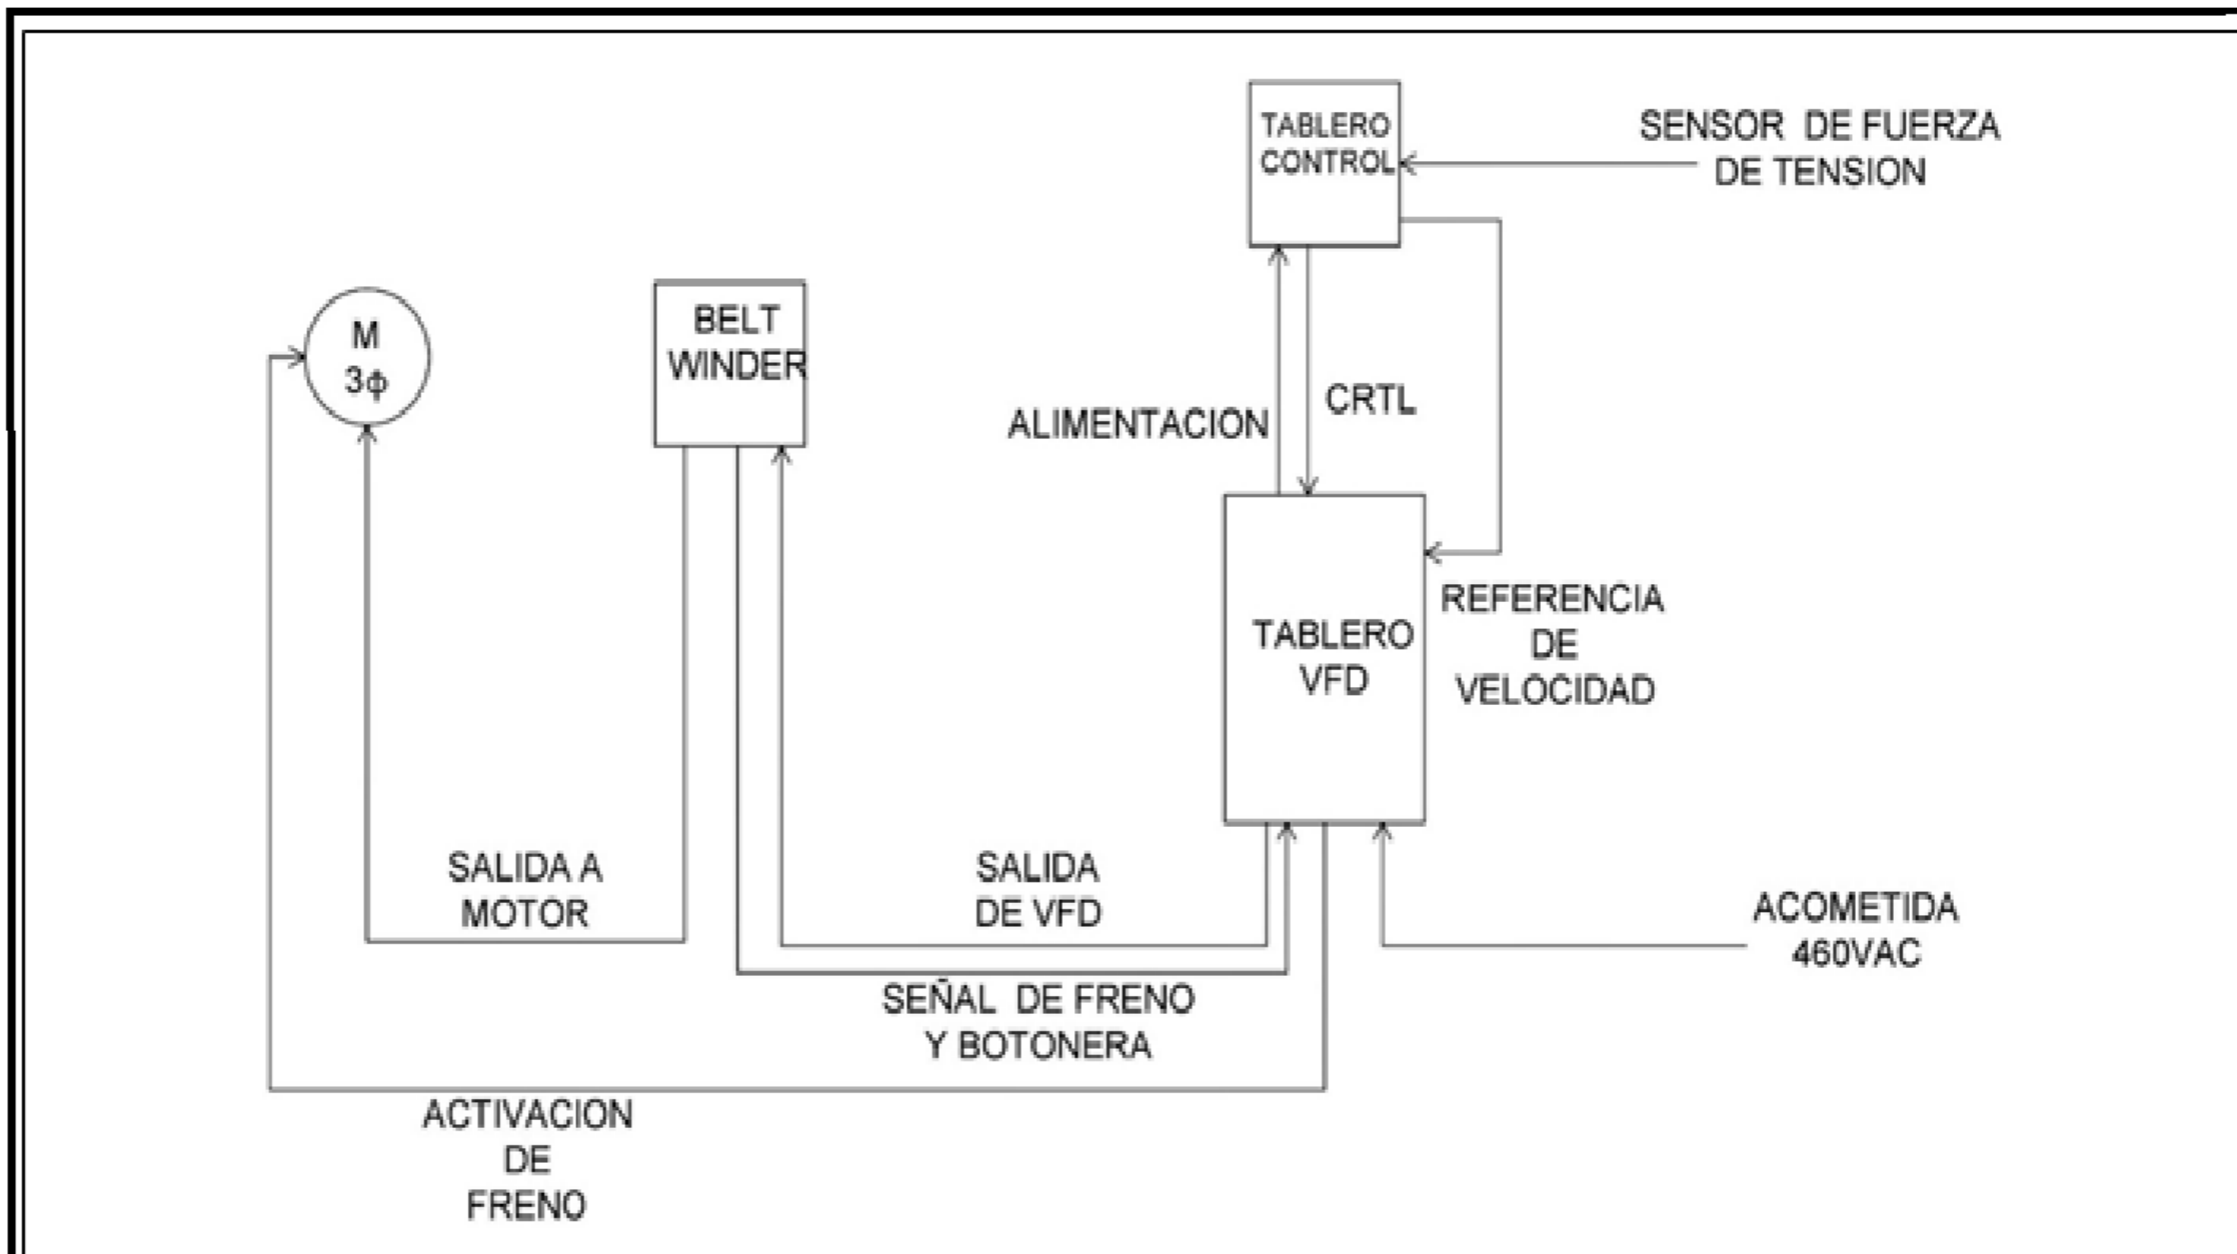 TABLERO
CONTROL
SENSOR DE FUERZA
DE TENSION
M
3ϕ
BELT
WINDER
ALIMENTACION
CRTL
TABLERO
VFD
REFERENCIA
DE
VELOCIDAD
SALIDA A
MOTOR
SALIDA
DE VFD
ACOMETIDA
460VAC
SEÑAL DE FRENO
Y BOTONERA
ACTIVACION
DE
FRENO